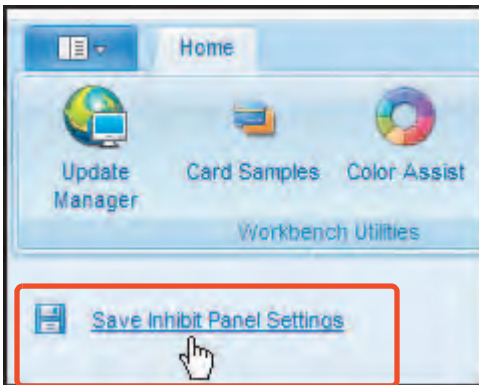 Home
Update Manager
Card Samples
Color Assist
Workbench Utilities
Save Inhibit Panel Settings